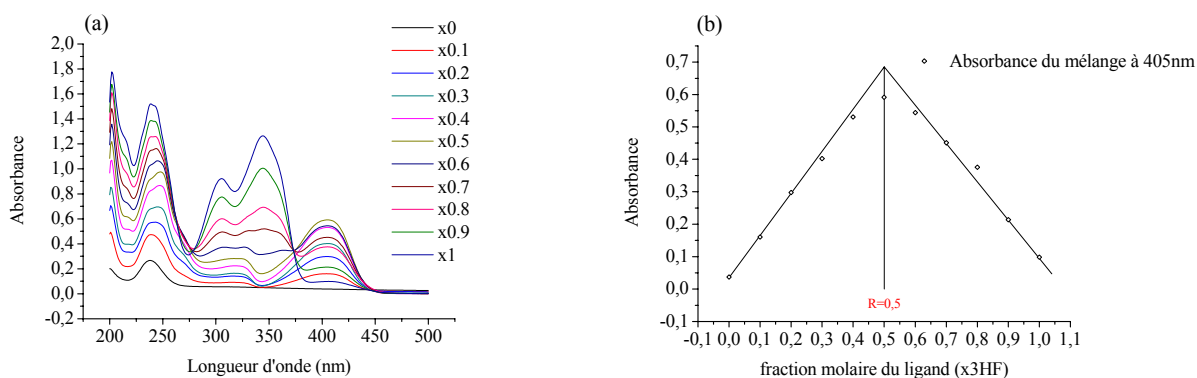 (a)
x0
x0.1
x0.2
x0.3
x0.4
x0.5
x0.6
x0.7
x0.8
x0.9
x1
2,0
1,8
1,6
1,4
1,2
1,0
0,8
0,6
0,4
0,2
0,0
-0,2
Absorbance
200 250 300 350 400 450 500
Longueur d'onde (nm)
(b)
Absorbance du mélange à 405nm
0,7
0,6
0,5
0,4
0,3
0,2
0,1
0,0
-0,1
Absorbance
R=0,5
-0,1 0,0 0,1 0,2 0,3 0,4 0,5 0,6 0,7 0,8 0,9 1,0 1,1
fraction molaire du ligand (x3HF)